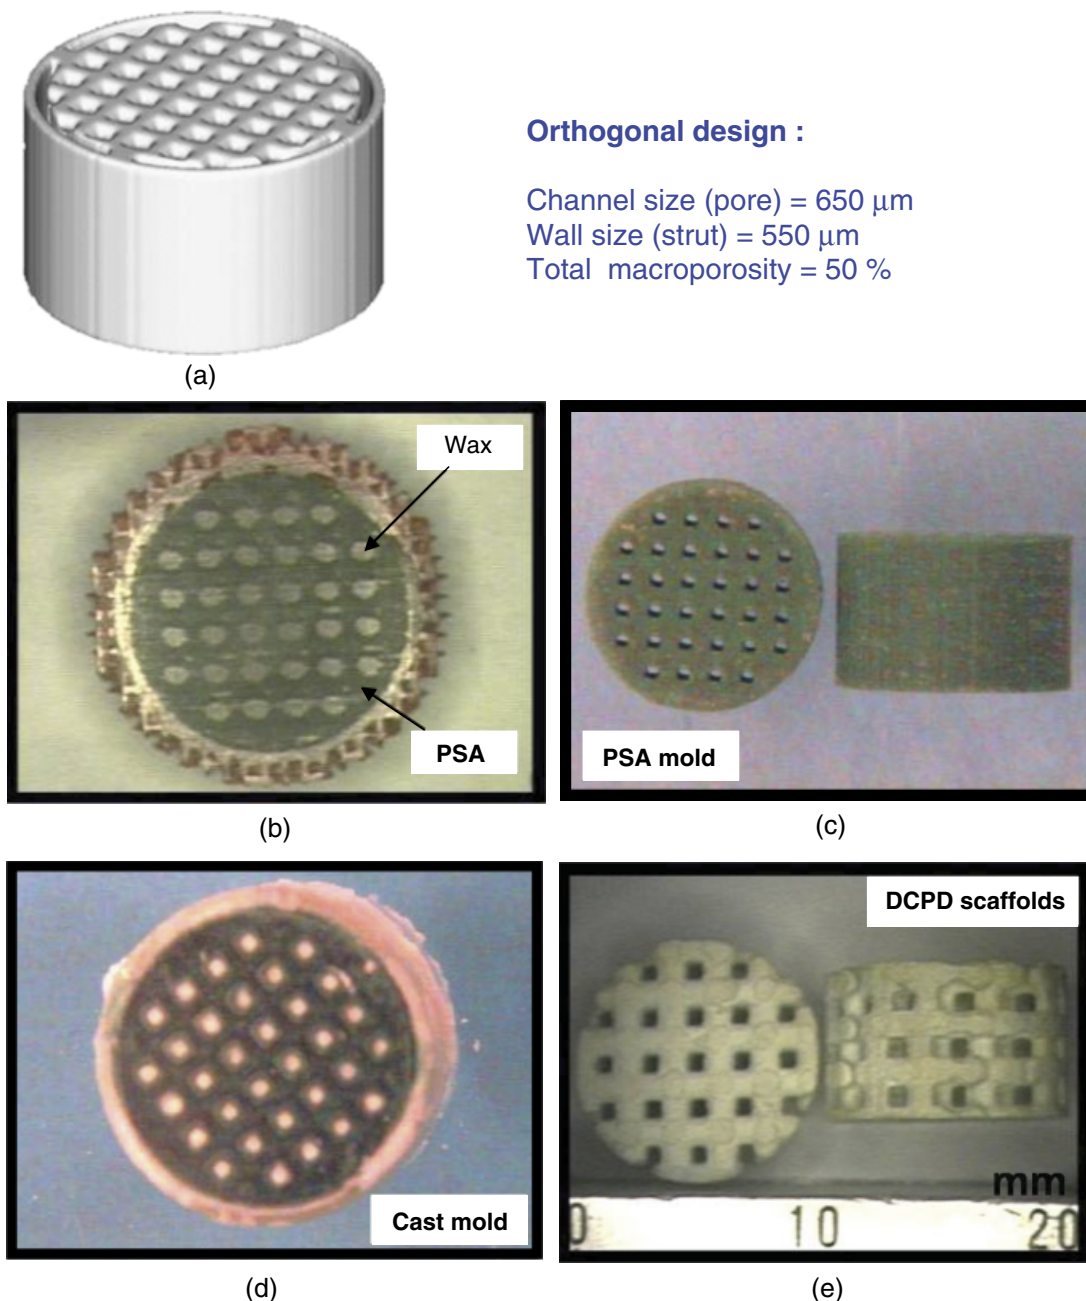 Orthogonal design :
Channel size (pore) = 650 μm
Wall size (strut) = 550 μm
Total macroporosity = 50 %
(a)
Wax
PSA
(b)
PSA mold
(c)
Cast mold
(d)
DCPD scaffolds
mm
0 10 20
(e)